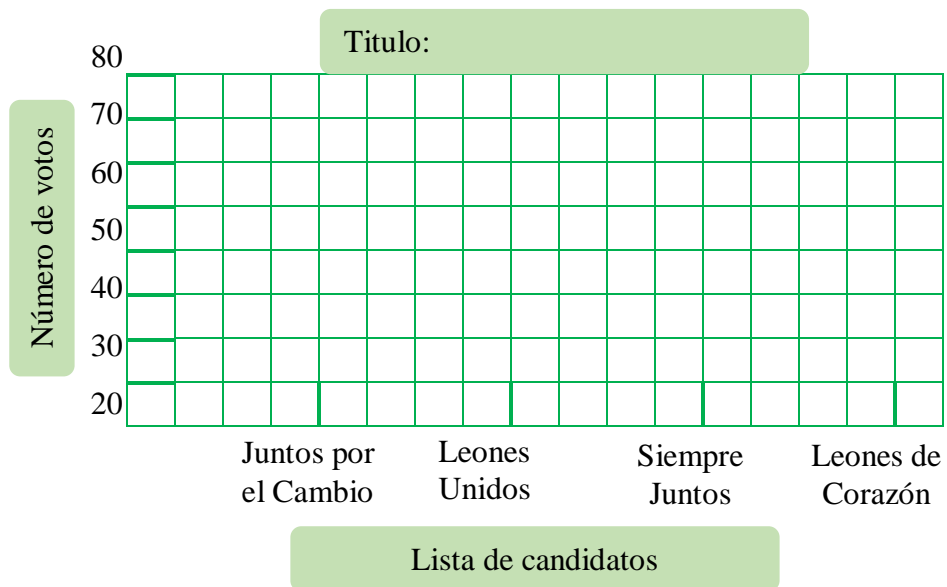 Titulo:
80
70
60
50
40
30
20
Número de votos
Juntos por
el Cambio
Leones
Unidos
Siempre
Juntos
Leones de
Corazón
Lista de candidatos